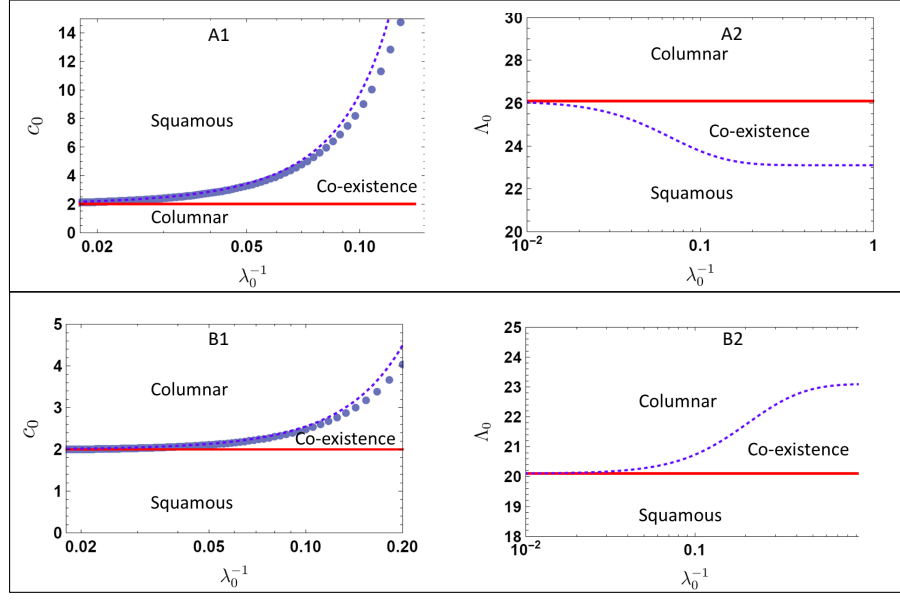 A1
14
12
10
8
6
4
2
0
c₀
Squamous
Co-existence
Columnar
0.02 0.05 0.10
λ₀⁻¹
A2
30
28
26
24
22
20
Λ₀
Columnar
Co-existence
Squamous
10⁻² 0.1 1
λ₀⁻¹
B1
5
4
3
2
1
0
c₀
Columnar
Co-existence
Squamous
0.02 0.05 0.10 0.20
λ₀⁻¹
B2
25
24
23
22
21
20
19
18
Λ₀
Columnar
Co-existence
Squamous
10⁻² 0.1
λ₀⁻¹